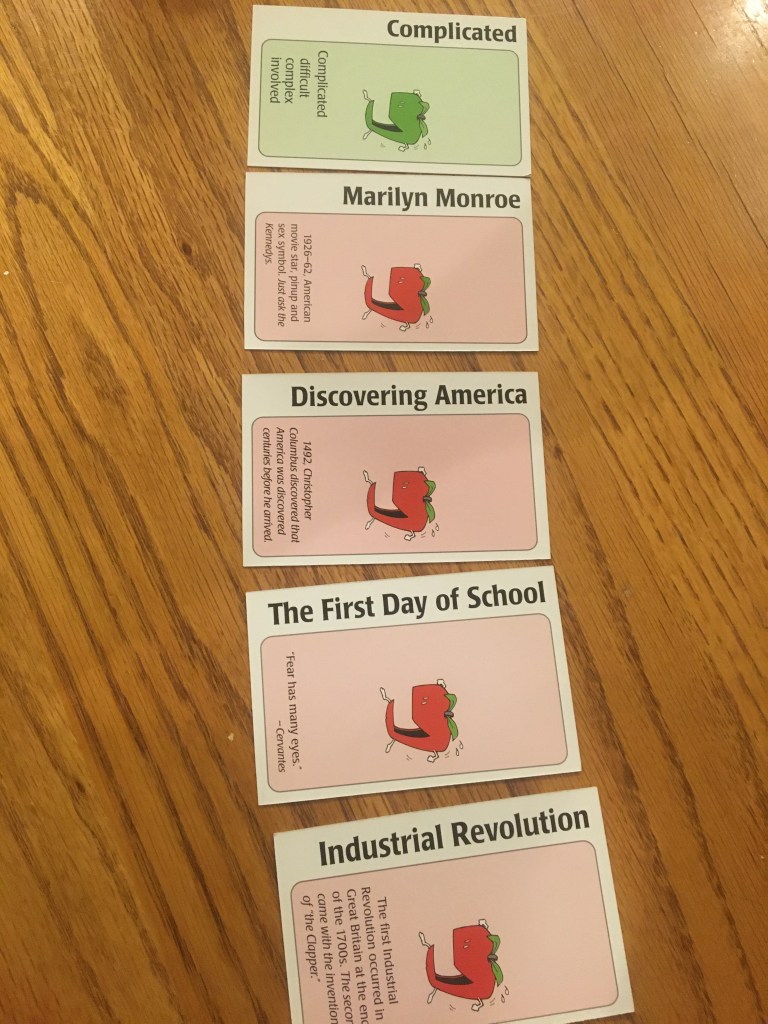 Complicated
Complicated
difficult
complex
involved
Marilyn Monroe
1926–62, American
movie star, pinup and
sex symbol. Just ask the
Kennedys.
Discovering America
1492, Christopher
Columbus discovered that
America was discovered
centuries before he arrived.
The First Day of School
"Fear has many eyes."
– Cervantes
Industrial Revolution
The first Industrial
Revolution occurred in
Great Britain at the end
of the 1700s. The
came with the invention
of "the Clapper."